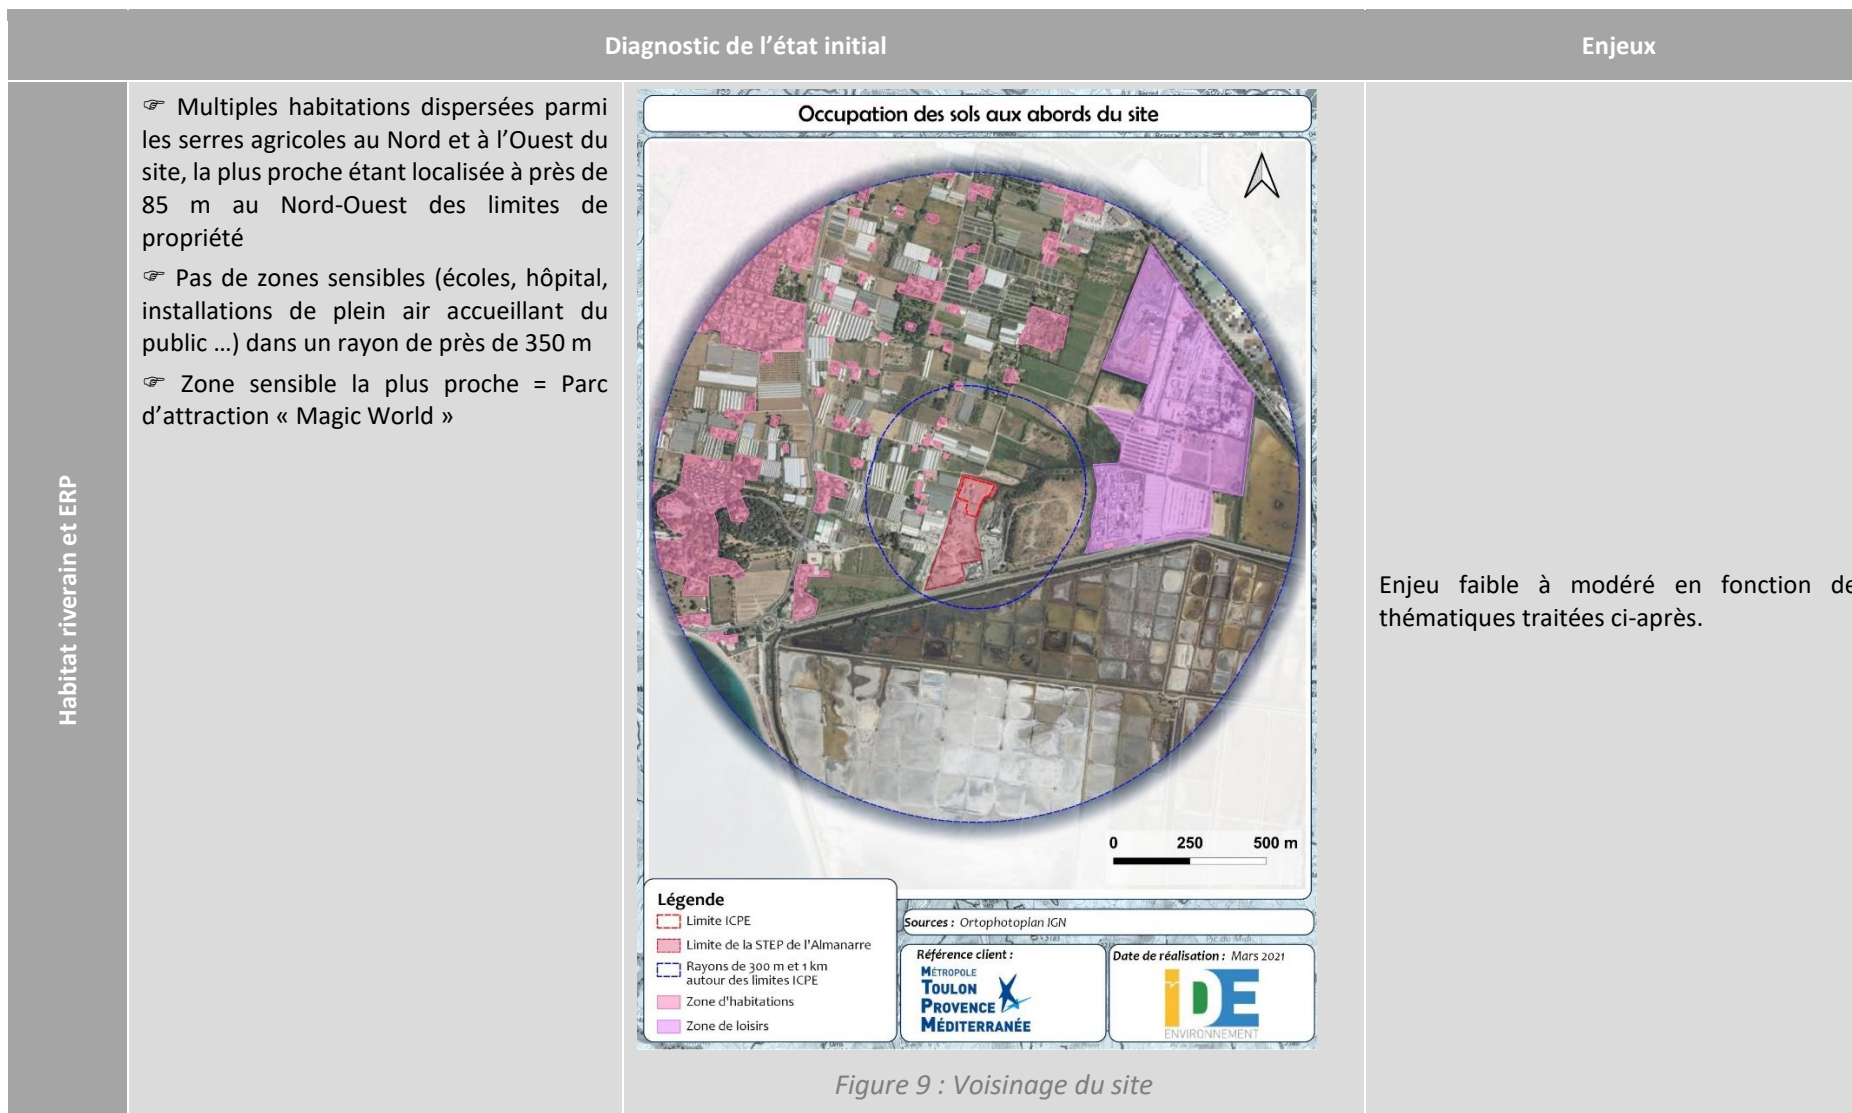 Diagnostic de l’état initial
Enjeux
Habitat riverain et ERP
☞ Multiples habitations dispersées parmi
les serres agricoles au Nord et à l’Ouest du
site, la plus proche étant localisée à près de
85 m au Nord-Ouest des limites de
propriété
☞ Pas de zones sensibles (écoles, hôpital,
installations de plein air accueillant du
public …) dans un rayon de près de 350 m
☞ Zone sensible la plus proche = Parc
d’attraction « Magic World »
Occupation des sols aux abords du site
0 250 500 m
Légende
Limite ICPE
Limite de la STEP de l'Almanarre
Rayons de 300 m et 1 km
autour des limites ICPE
Zone d'habitations
Zone de loisirs
Sources : Ortophotoplan IGN
Référence client :
MÉTROPOLE
TOULON
PROVENCE
MÉDITERRANÉE
Date de réalisation : Mars 2021
IDE
ENVIRONNEMENT
Figure 9 : Voisinage du site
Enjeu faible à modéré en fonction de
thématiques traitées ci-après.